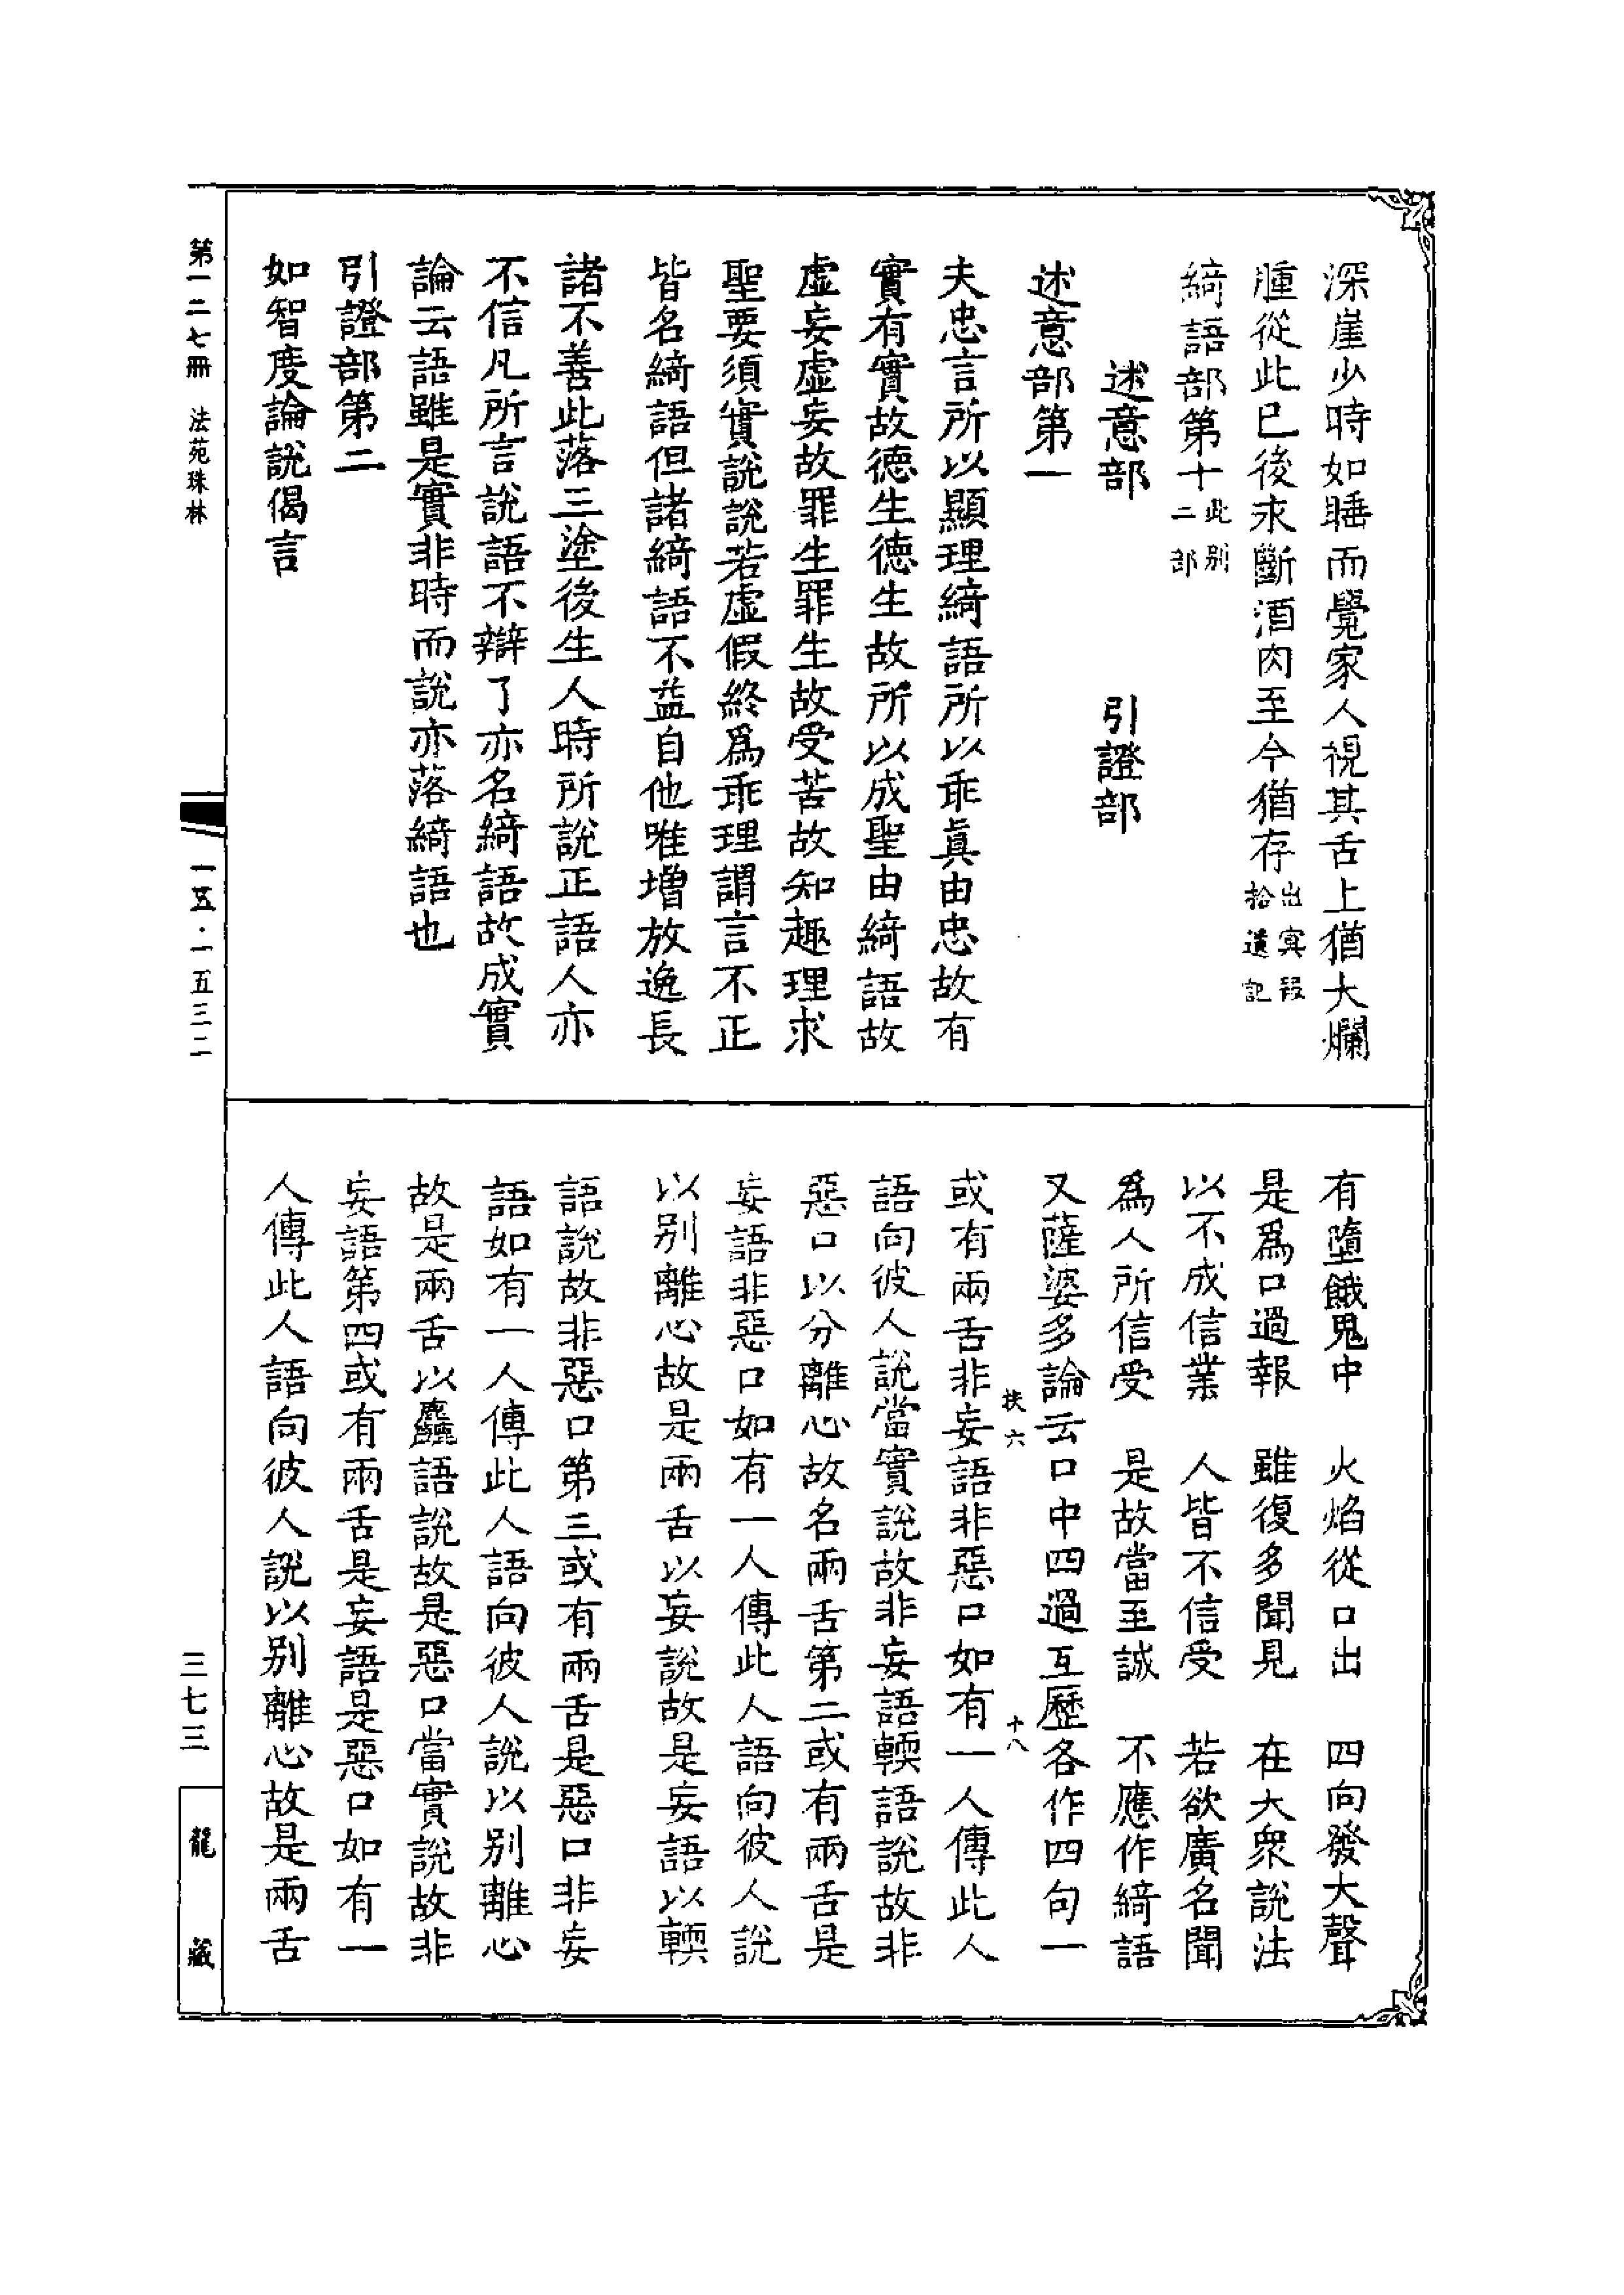 深崖少時如睡而覺家人視其舌上猶大爛
腫從此已後永斷酒肉至今猶存出冥報拾遺記
綺語部第十此別二部
述意部　引證部
述意部第一
夫忠言所以顯理綺語所以乖真由忠故有
實有實故德生德生故所以成聖由綺語故
虛妄虛妄故罪生罪生故受苦故知趣理求
聖要須實說說若虛假終為乖理謂言不正
皆名綺語但諸綺語不益自他唯增放逸長
諸不善此落三塗後生人時所說正語人亦
不信凡所言說語不辯了亦名綺語故成實
論云語雖是實非時而說亦落綺語也
引證部第二
如智度論說偈言
有墮餓鬼中　火焰從口出　四向發大聲
是為口過報　雖復多聞見　在大衆說法
以不成信業　人皆不信受　若欲廣名聞
為人所信受　是故當至誠　不應作綺語
又薩婆多論云口中四過互歷各作四句一
扶六　十八
或有兩舌非妄語非惡口如有一人傳此人
語向彼人說當實說故非妄語輭語說故非
惡口以分離心故名兩舌第二或有兩舌是
妄語非惡口如有一人傳此人語向彼人說
以別離心故是兩舌以妄說故是妄語以輭
語說故非惡口第三或有兩舌是惡口非妄
語如有一人傳此人語向彼人說以別離心
故是兩舌以麤語說故是惡口當實說故非
妄語第四或有兩舌是妄語是惡口如有一
人傳此人語向彼人說以別離心故是兩舌
第一二七冊　法苑珠林
一五·一五三二
三七三
龍藏